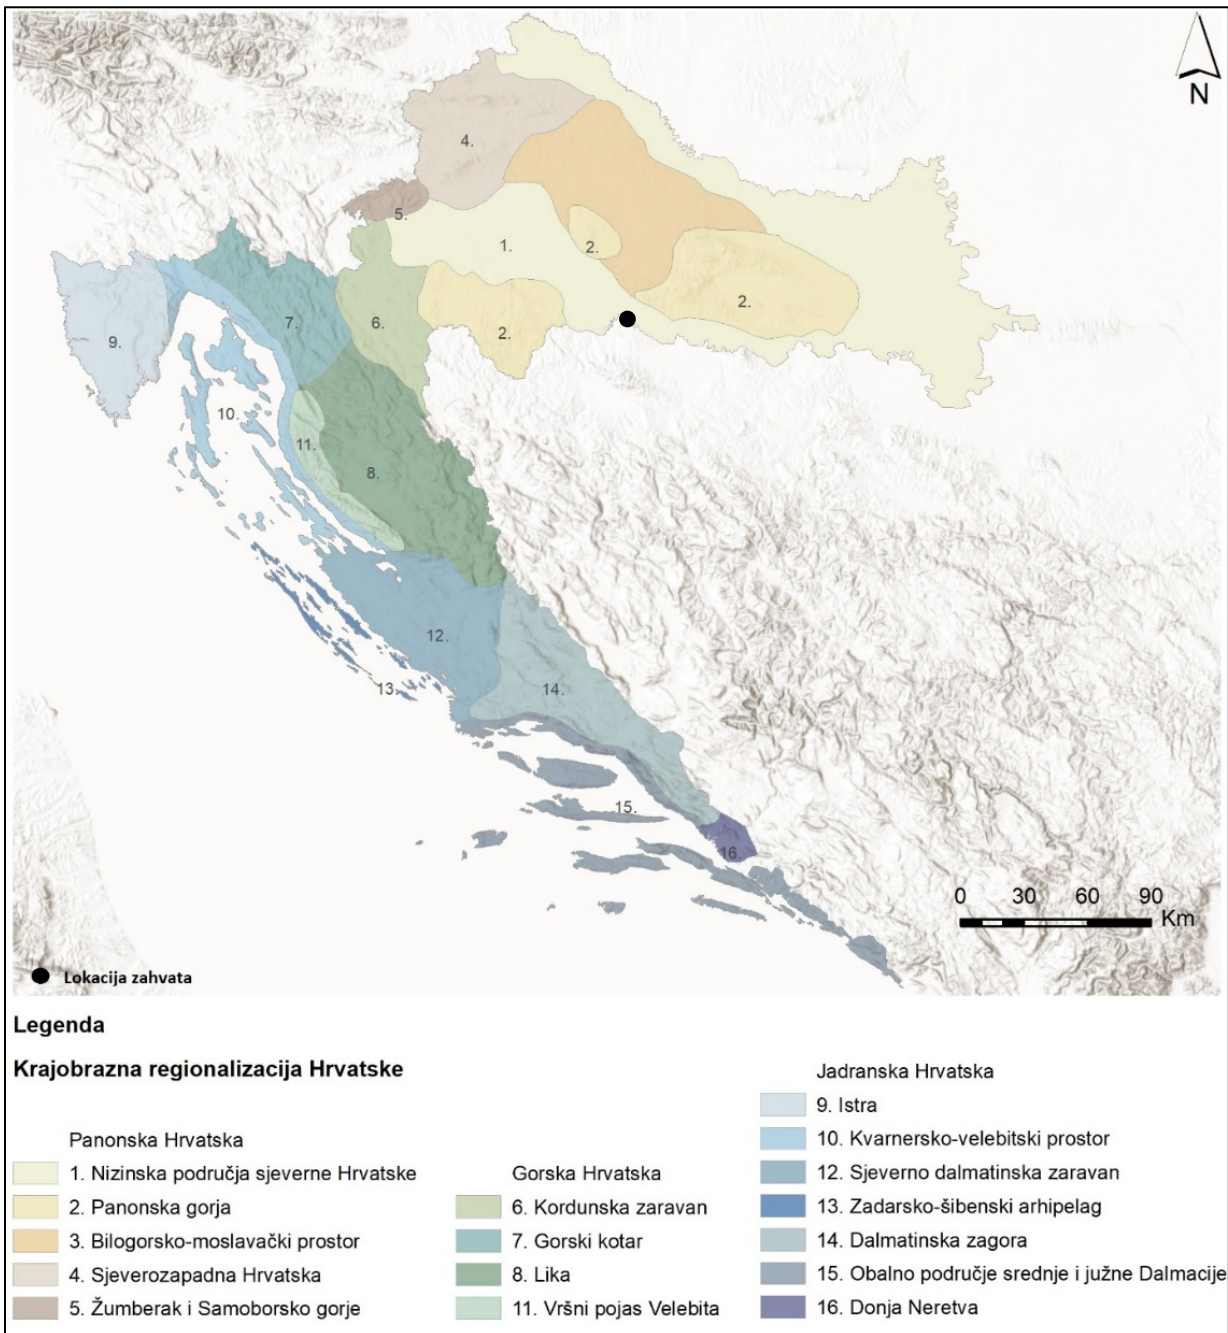 N
4.
5.
1.
2.
2.
7.
6.
2.
9.
10.
11.
8.
12.
13.
14.
15.
16.
0 30 60 90
Km
Lokacija zahvata
Legenda
Krajobrazna regionalizacija Hrvatske
Panonska Hrvatska
1. Nizinska područja sjeverne Hrvatske
2. Panonska gorja
3. Bilogorsko-moslavački prostor
4. Sjeverozapadna Hrvatska
5. Žumberak i Samoborsko gorje
Gorska Hrvatska
6. Kordunska zaravan
7. Gorski kotar
8. Lika
11. Vršni pojas Velebita
Jadranska Hrvatska
9. Istra
10. Kvarnersko-velebitski prostor
12. Sjeverno dalmatinska zaravan
13. Zadarsko-šibenski arhipelag
14. Dalmatinska zagora
15. Obalno područje srednje i južne Dalmacije
16. Donja Neretva